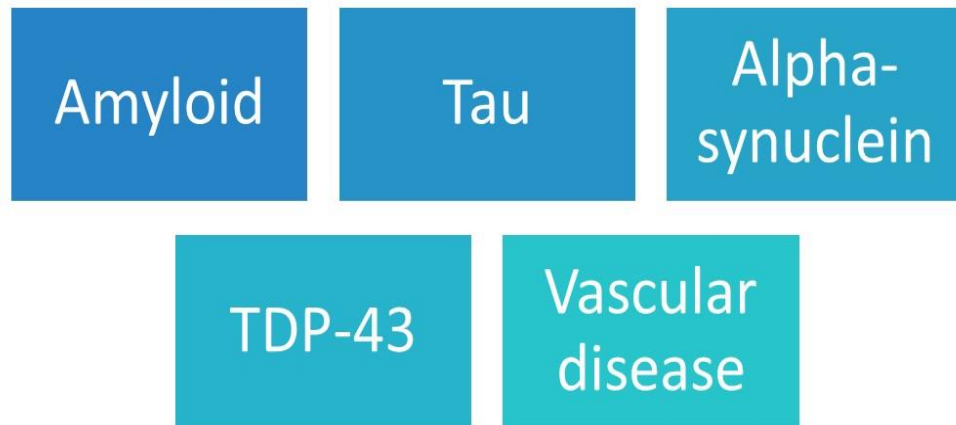 Amyloid
Tau
Alpha-
synuclein
TDP-43
Vascular
disease